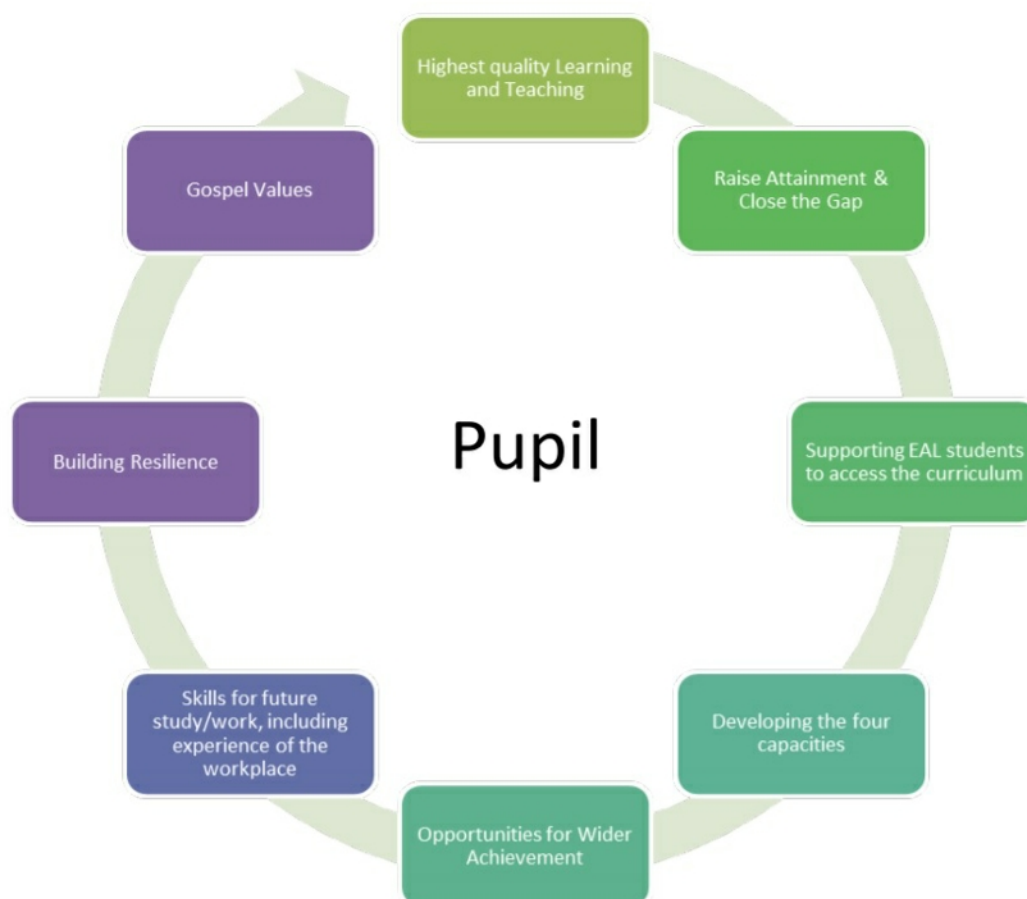 Highest quality Learning
and Teaching
Raise Attainment &
Close the Gap
Supporting EAL students
to access the curriculum
Developing the four
capacities
Opportunities for Wider
Achievement
Skills for future
study/work, including
experience of the
workplace
Building Resilience
Gospel Values
Pupil